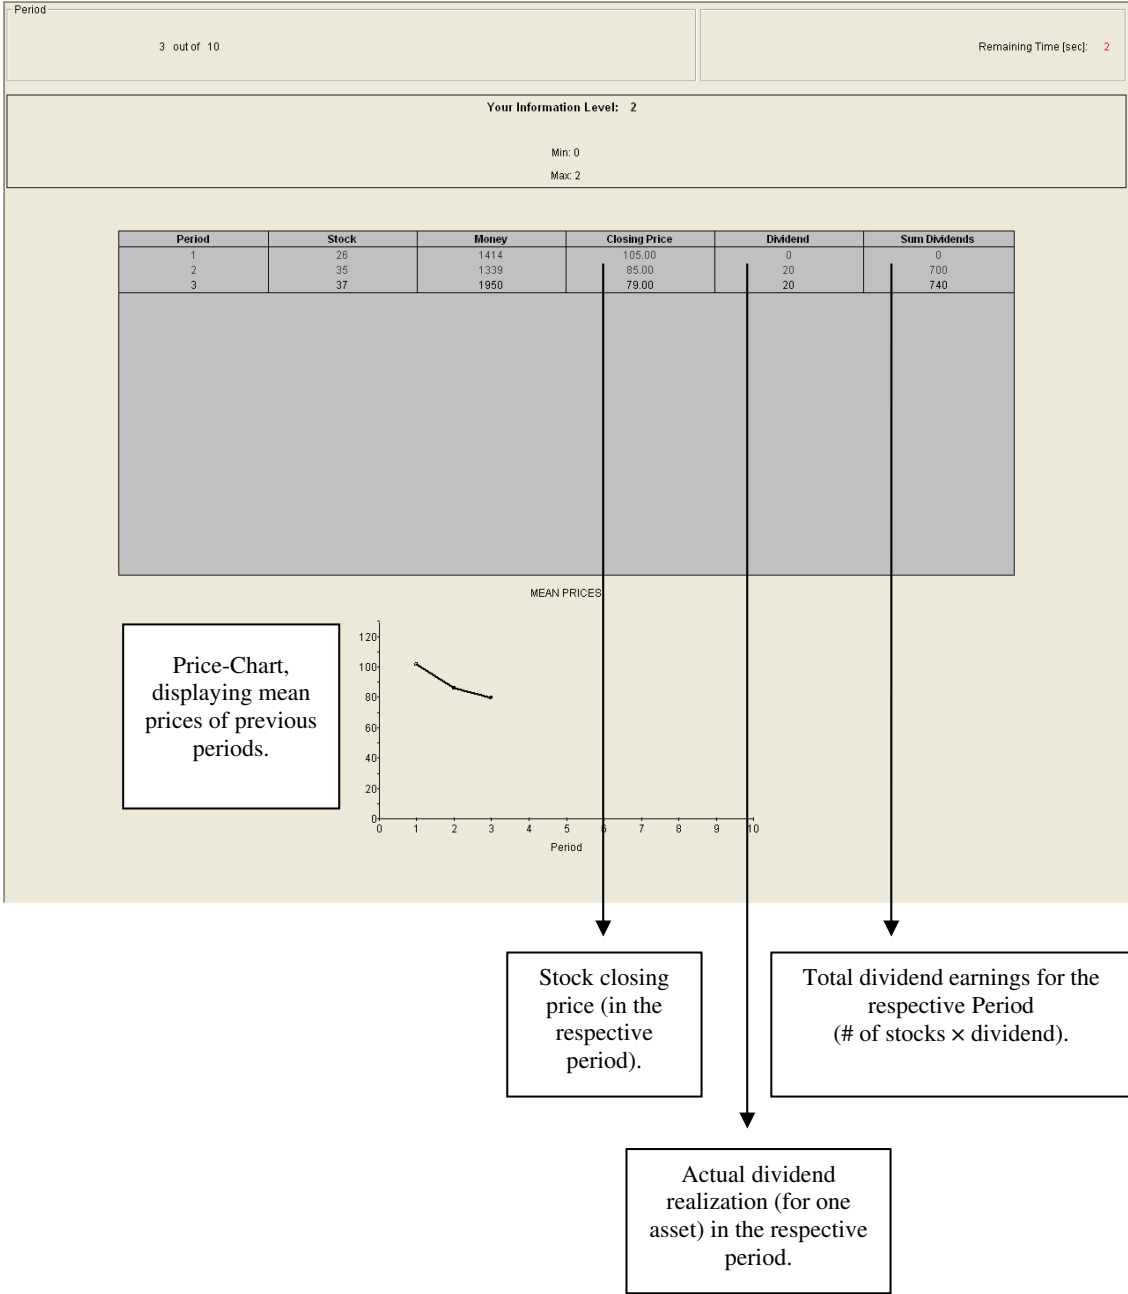 Period
3 out of 10
Remaining Time [sec]: 2
Your Information Level: 2
Min: 0
Max: 2
Period Stock Money Closing Price Dividend Sum Dividends
1 26 1414 105.00 0 0
2 35 1339 85.00 20 700
3 37 1950 79.00 20 740
MEAN PRICES
Price-Chart,
displaying mean
prices of previous
periods.
120
100
80
60
40
20
0
0 1 2 3 4 5 6 7 8 9 10
Period
Stock closing
price (in the
respective
period).
Total dividend earnings for the
respective Period
(# of stocks × dividend).
Actual dividend
realization (for one
asset) in the respective
period.